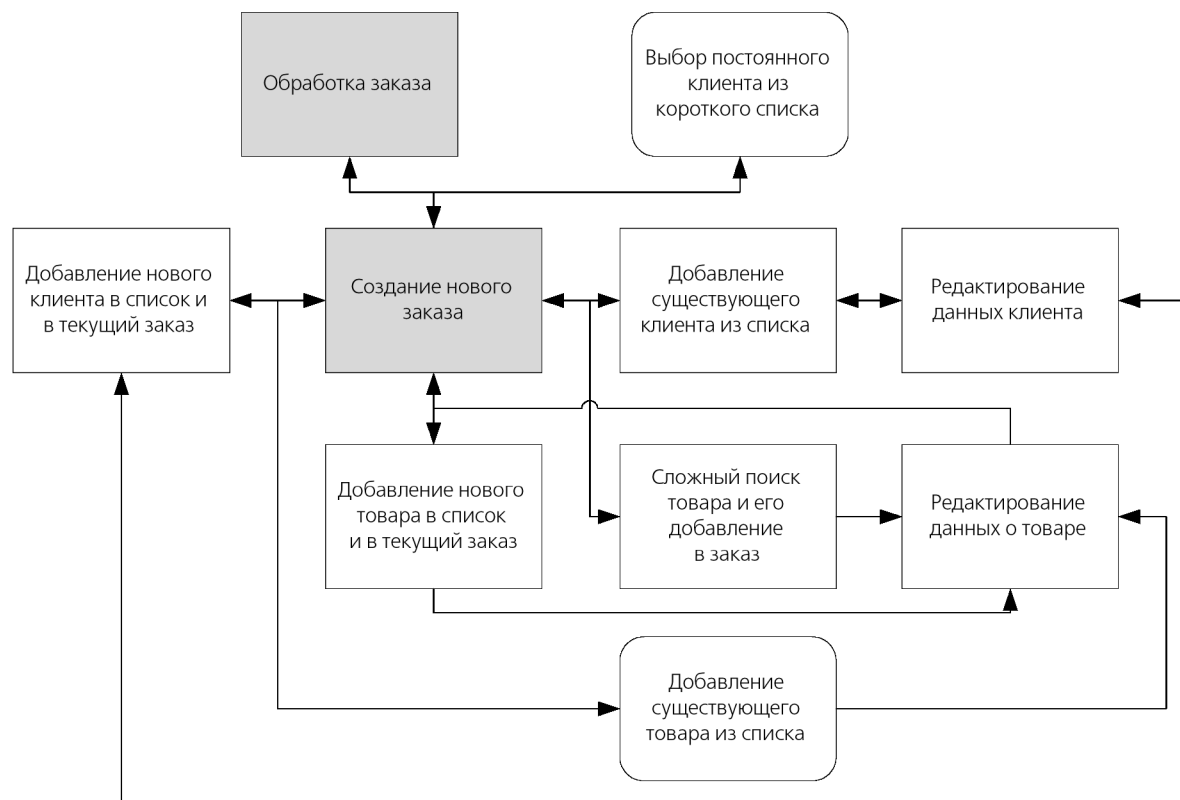 Обработка заказа
Выбор постоянного
клиента из
короткого списка
Добавление нового
клиента в список и
в текущий заказ
Создание нового
заказа
Добавление
существующего
клиента из списка
Редактирование
данных клиента
Добавление нового
товара в список
и в текущий заказ
Сложный поиск
товара и его
добавление
в заказ
Редактирование
данных о товаре
Добавление
существующего
товара из списка